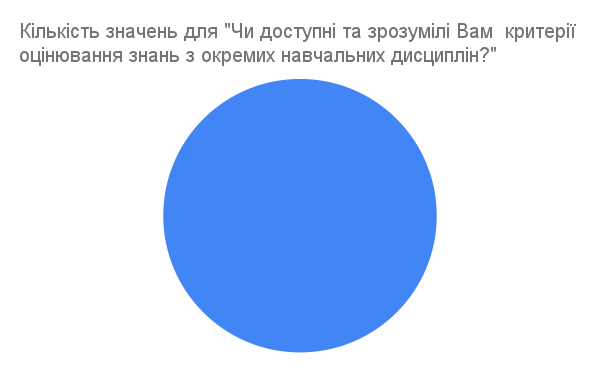 Кількість значень для "Чи доступні та зрозумілі Вам  критерії
оцінювання знань з окремих навчальних дисциплін?"